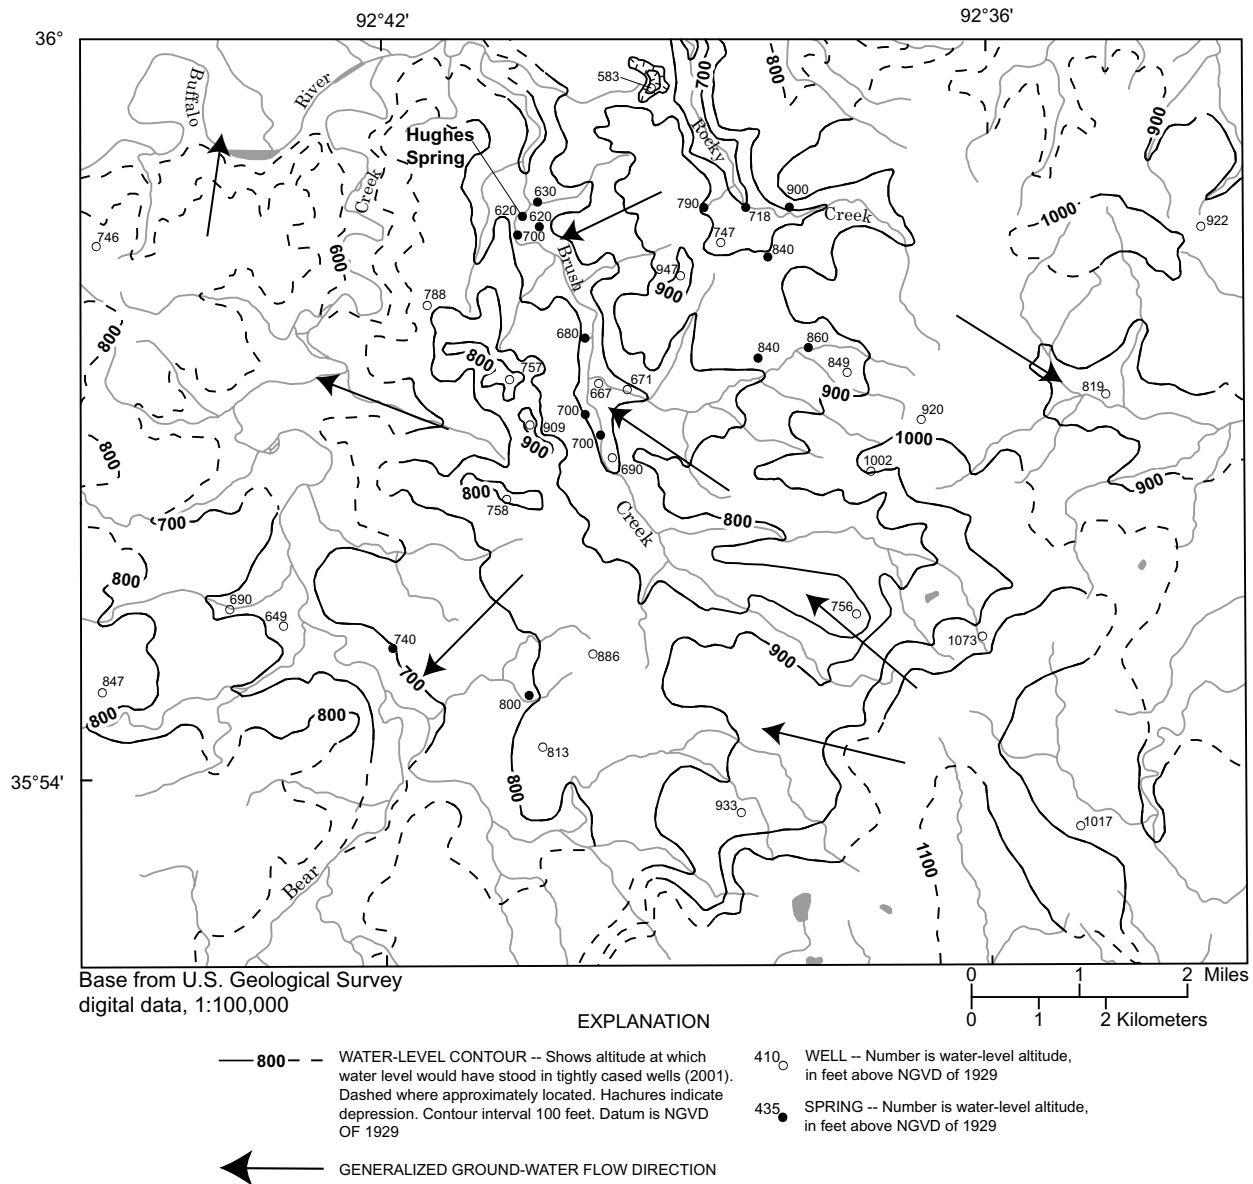 92°42'
92°36'
36°
Buffalo
River
583
700
800
900
Rocky
Hughes
Spring
Creek
630
620
620
700
790
718
900
Creek
1000
922
746
747
840
600
Brush
947
900
788
800
680
840
860
849
800
757
667
671
900
819
700
920
909
1000
900
700
690
1002
800
800
758
900
700
Creek
800
800
690
649
756
740
1073
886
900
847
700
800
800
800
813
35°54'
800
933
1017
1100
Bear
Base from U.S. Geological Survey
digital data, 1:100,000
0 1 2 Miles
0 1 2 Kilometers
EXPLANATION
800
WATER-LEVEL CONTOUR -- Shows altitude at which
water level would have stood in tightly cased wells (2001).
Dashed where approximately located. Hachures indicate
depression. Contour interval 100 feet. Datum is NGVD
OF 1929
410
WELL -- Number is water-level altitude,
in feet above NGVD of 1929
435
SPRING -- Number is water-level altitude,
in feet above NGVD of 1929
GENERALIZED GROUND-WATER FLOW DIRECTION